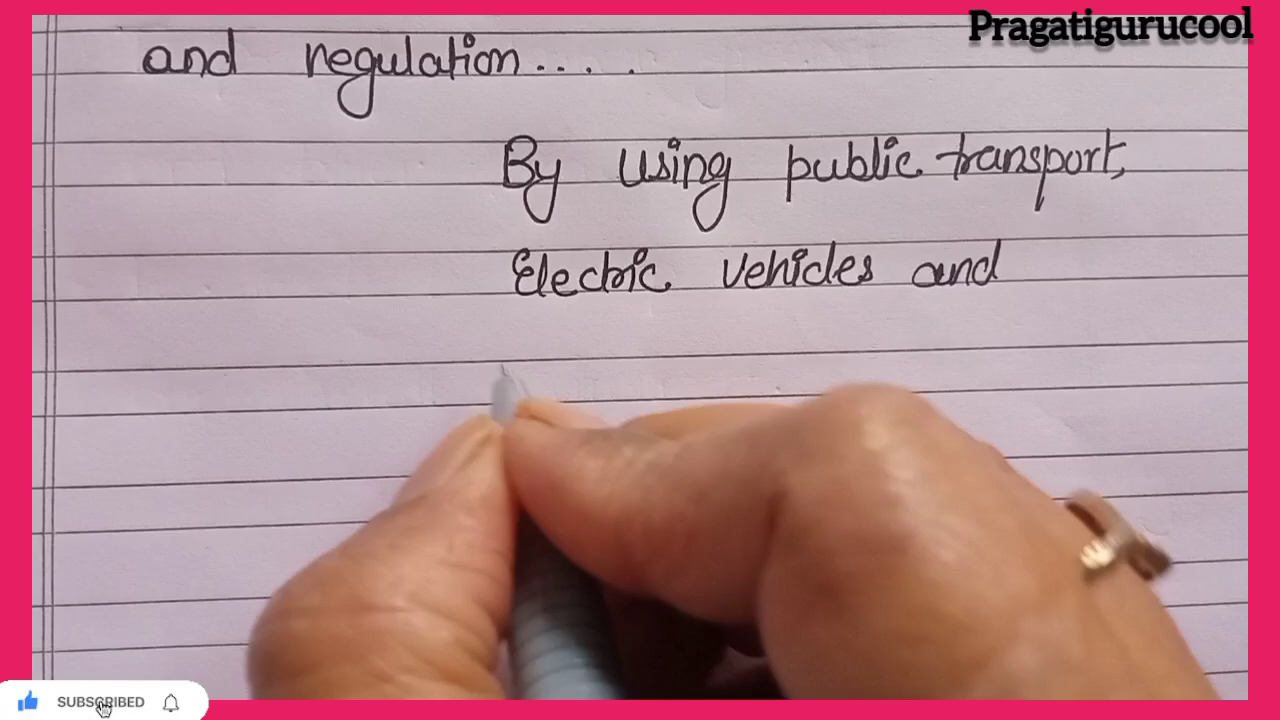 Pragatigurucool
and regulation....
By using public transport,
Electric vehicles and
SUBSCRIBED